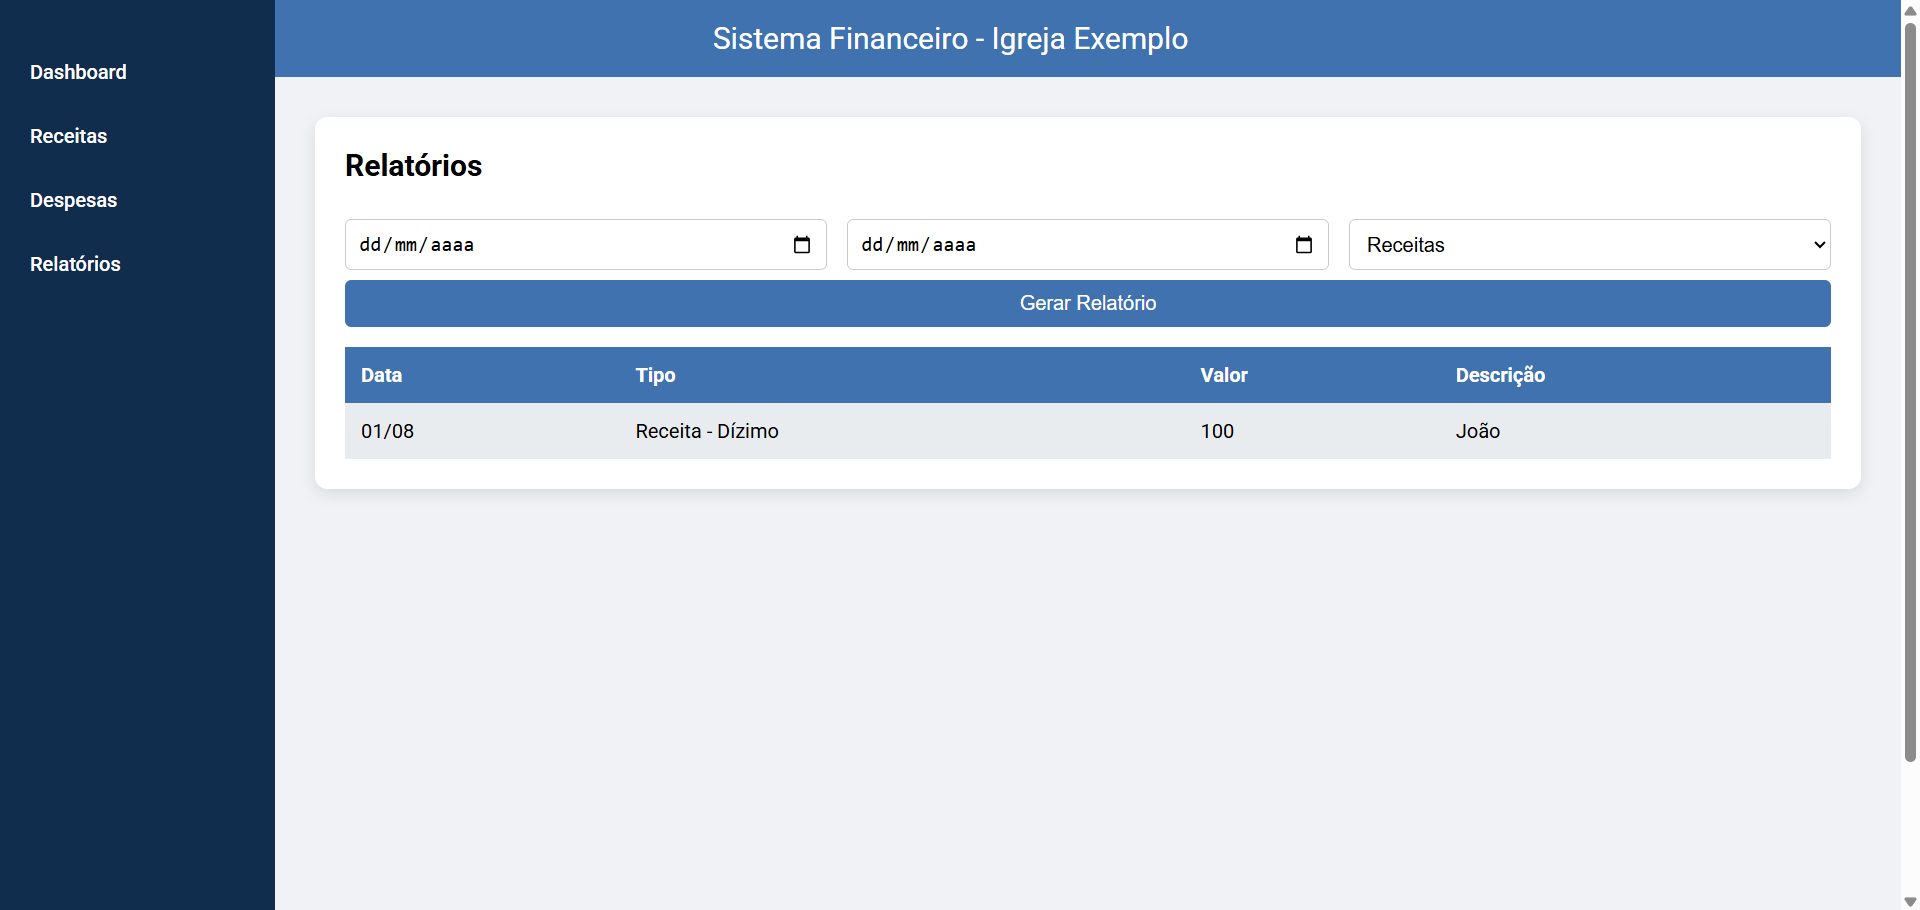 Sistema Financeiro - Igreja Exemplo
Dashboard
Receitas
Despesas
Relatórios
Relatórios
dd/mm/aaaa dd/mm/aaaa Receitas
Gerar Relatório
Data Tipo Valor Descrição
01/08 Receita - Dízimo 100 João